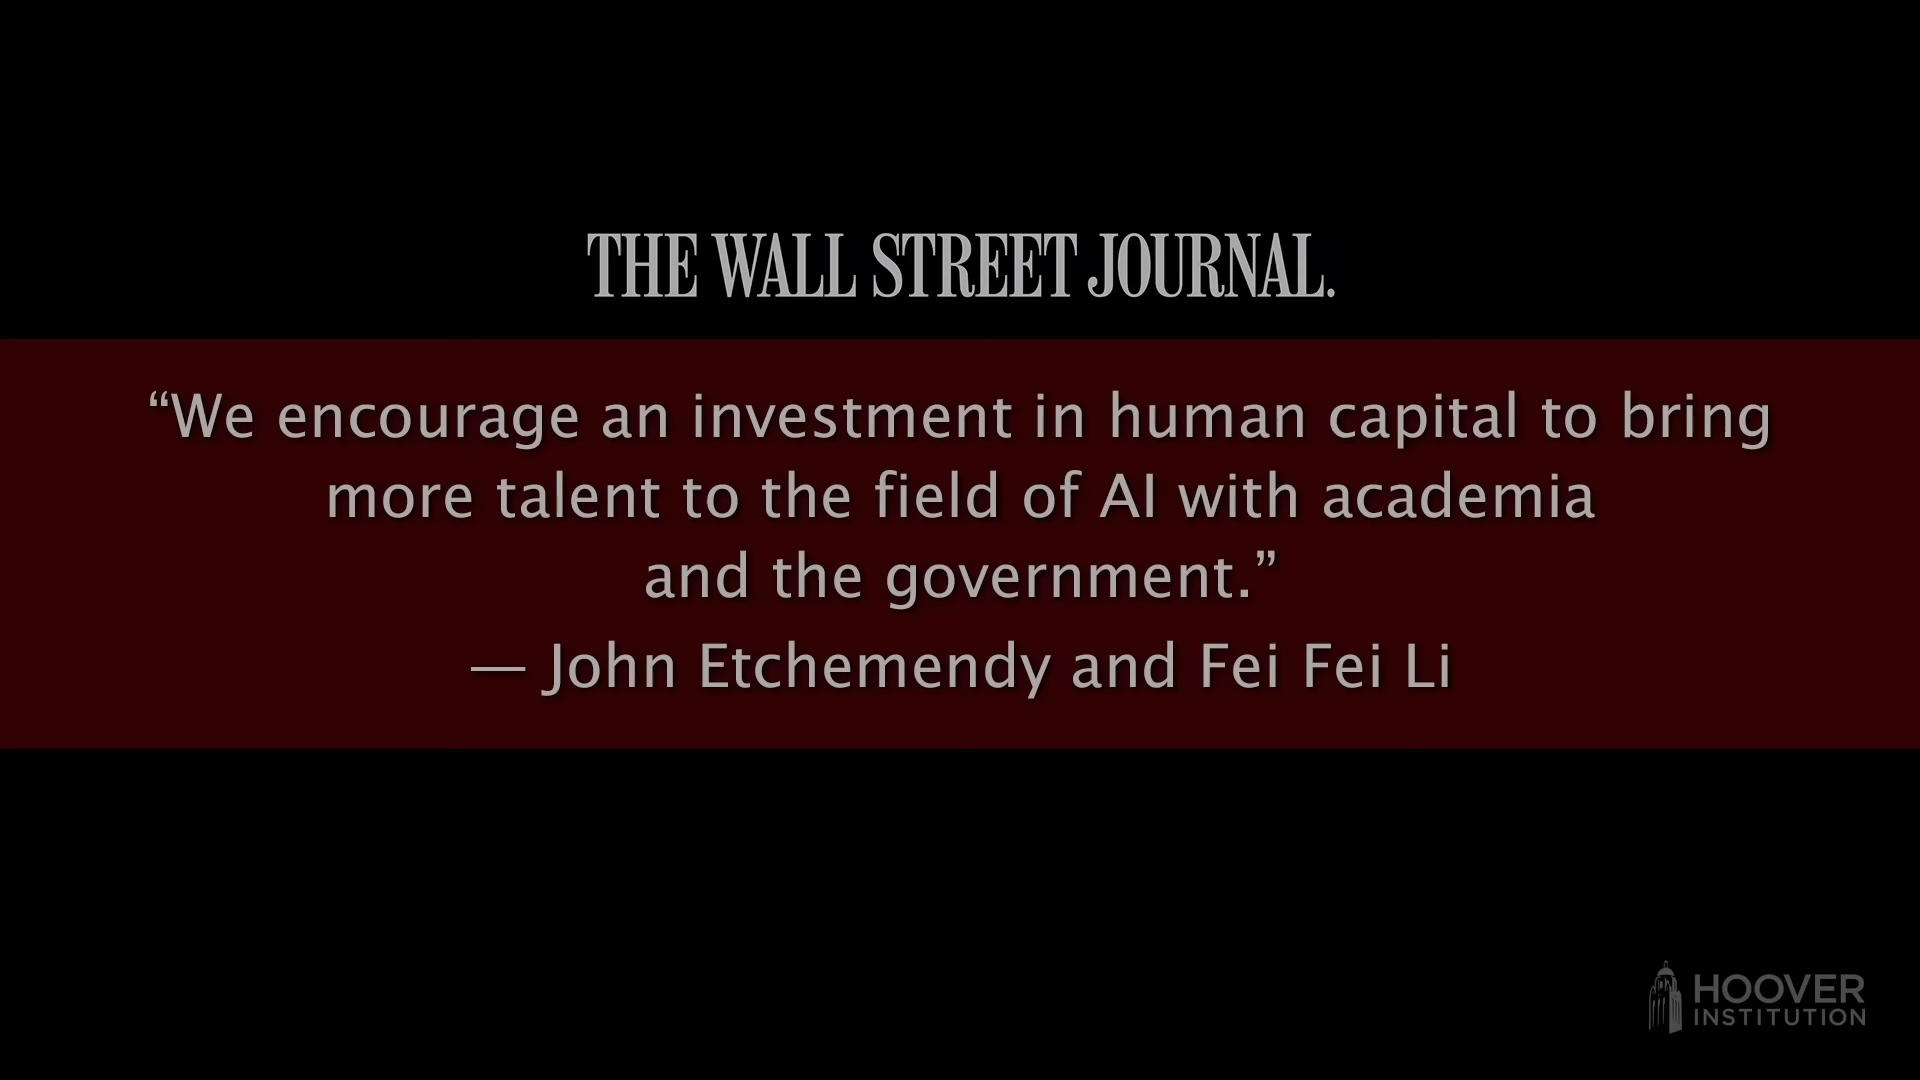 THE WALL STREET JOURNAL.
“We encourage an investment in human capital to bring
more talent to the field of AI with academia
and the government.”
— John Etchemendy and Fei Fei Li
HOOVER
INSTITUTION